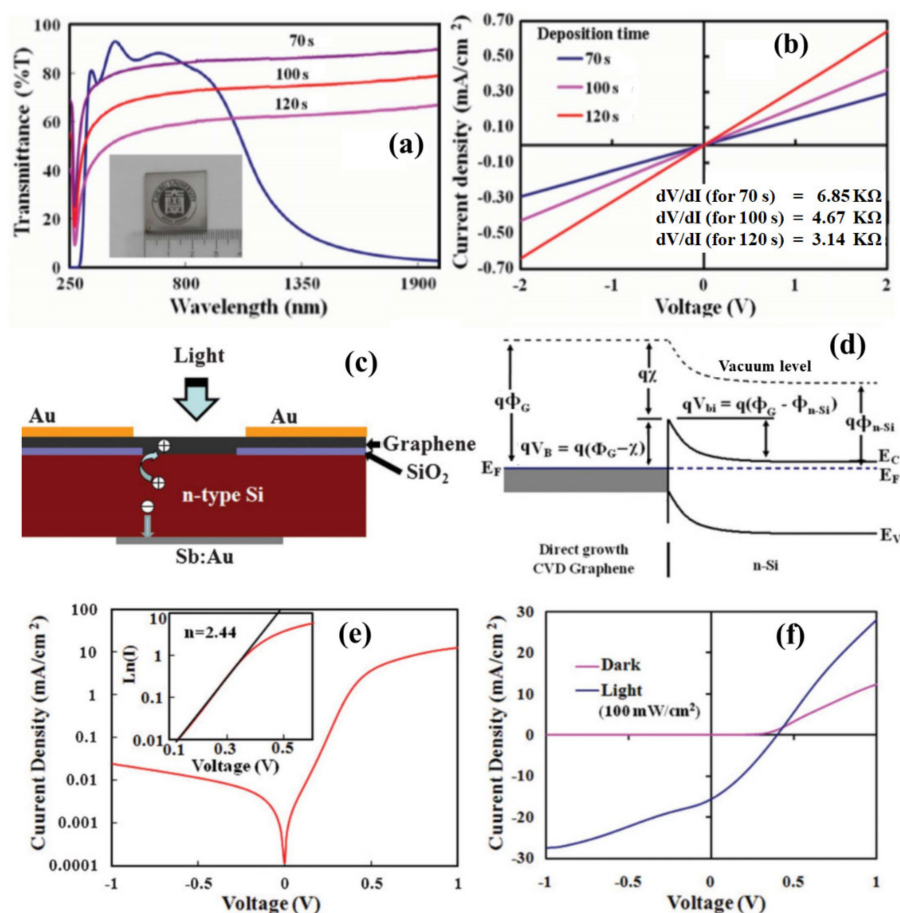 100
80
60
40
20
0
Transmittance (%T)
70 s
100 s
120 s
(a)
250
800
1350
1900
Wavelength (nm)
0.70
0.50
0.30
0.10
-0.10
-0.30
-0.50
-0.70
Current density (mA/cm²)
Deposition time
70 s
100 s
120 s
(b)
dV/dI (for 70 s) = 6.85 KΩ
dV/dI (for 100 s) = 4.67 KΩ
dV/dI (for 120 s) = 3.14 KΩ
-2
-1
0
1
2
Voltage (V)
(c)
Light
Au
Au
Graphene
SiO₂
n-type Si
Sb:Au
(d)
Vacuum level
qχ
qΦG
qVbi = q(ϕG - ϕn-Si)
qΦn-Si
qVB = q(ΦG–χ)
EC
EF
EF
EV
Direct growth
CVD Graphene
n-Si
100
10
1
0.1
0.01
0.001
0.0001
Cuurent Density (mA/cm²)
10
10
1
0.1
0.01
Ln(I)
n=2.44
0.1
0.3
0.6
Voltage (V)
(e)
-1
-0.5
0
0.5
1
Voltage (V)
30
20
10
0
-10
-20
-30
Cuurent Density (mA/cm²)
(f)
Dark
Light
(100 mW/cm²)
-1
-0.5
0
0.5
1
Voltage (V)